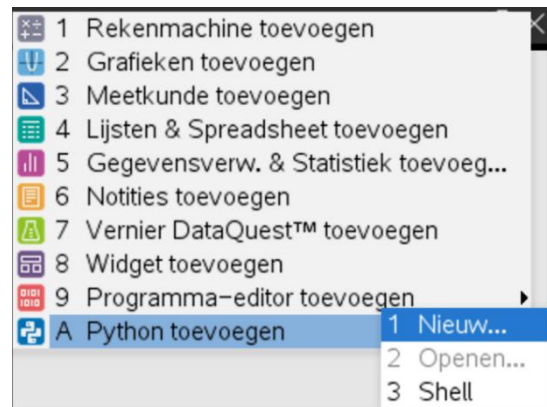 1 Rekenmachine toevoegen
2 Grafieken toevoegen
3 Meetkunde toevoegen
4 Lijsten & Spreadsheet toevoegen
5 Gegevensverw. & Statistiek toevoeg...
6 Notities toevoegen
7 Vernier DataQuest™ toevoegen
8 Widget toevoegen
9 Programma-editor toevoegen
A Python toevoegen
1 Nieuw...
2 Openen...
3 Shell